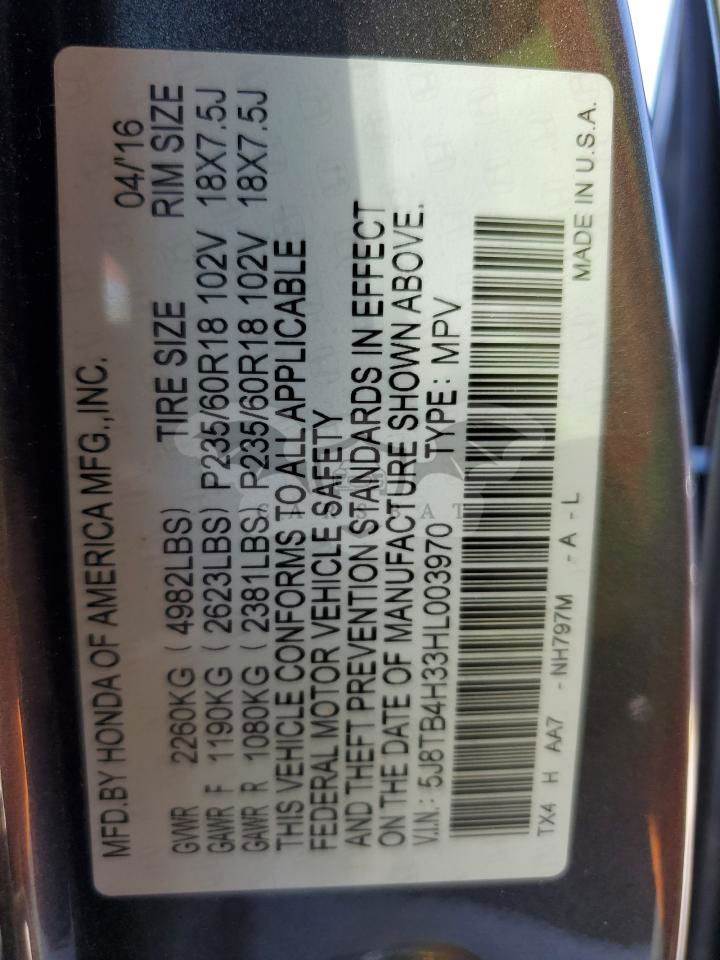 MFD.BY HONDA OF AMERICA MFG.,INC. 04/'16
GVWR 2260KG ( 4982LBS) TIRE SIZE RIM SIZE
GAWR F 1190KG ( 2623LBS) P235/60R18 102V 18X7.5J
GAWR R 1080KG ( 2381LBS) P235/60R18 102V 18X7.5J
THIS VEHICLE CONFORMS TO ALL APPLICABLE
FEDERAL MOTOR VEHICLE SAFETY
AND THEFT PREVENTION STANDARDS IN EFFECT
ON THE DATE OF MANUFACTURE SHOWN ABOVE.
V.I.N.: 5J8TB4H33HL003970 TYPE: MPV
TX4 H AA7 -NH797M - A - L MADE IN U.S.A.